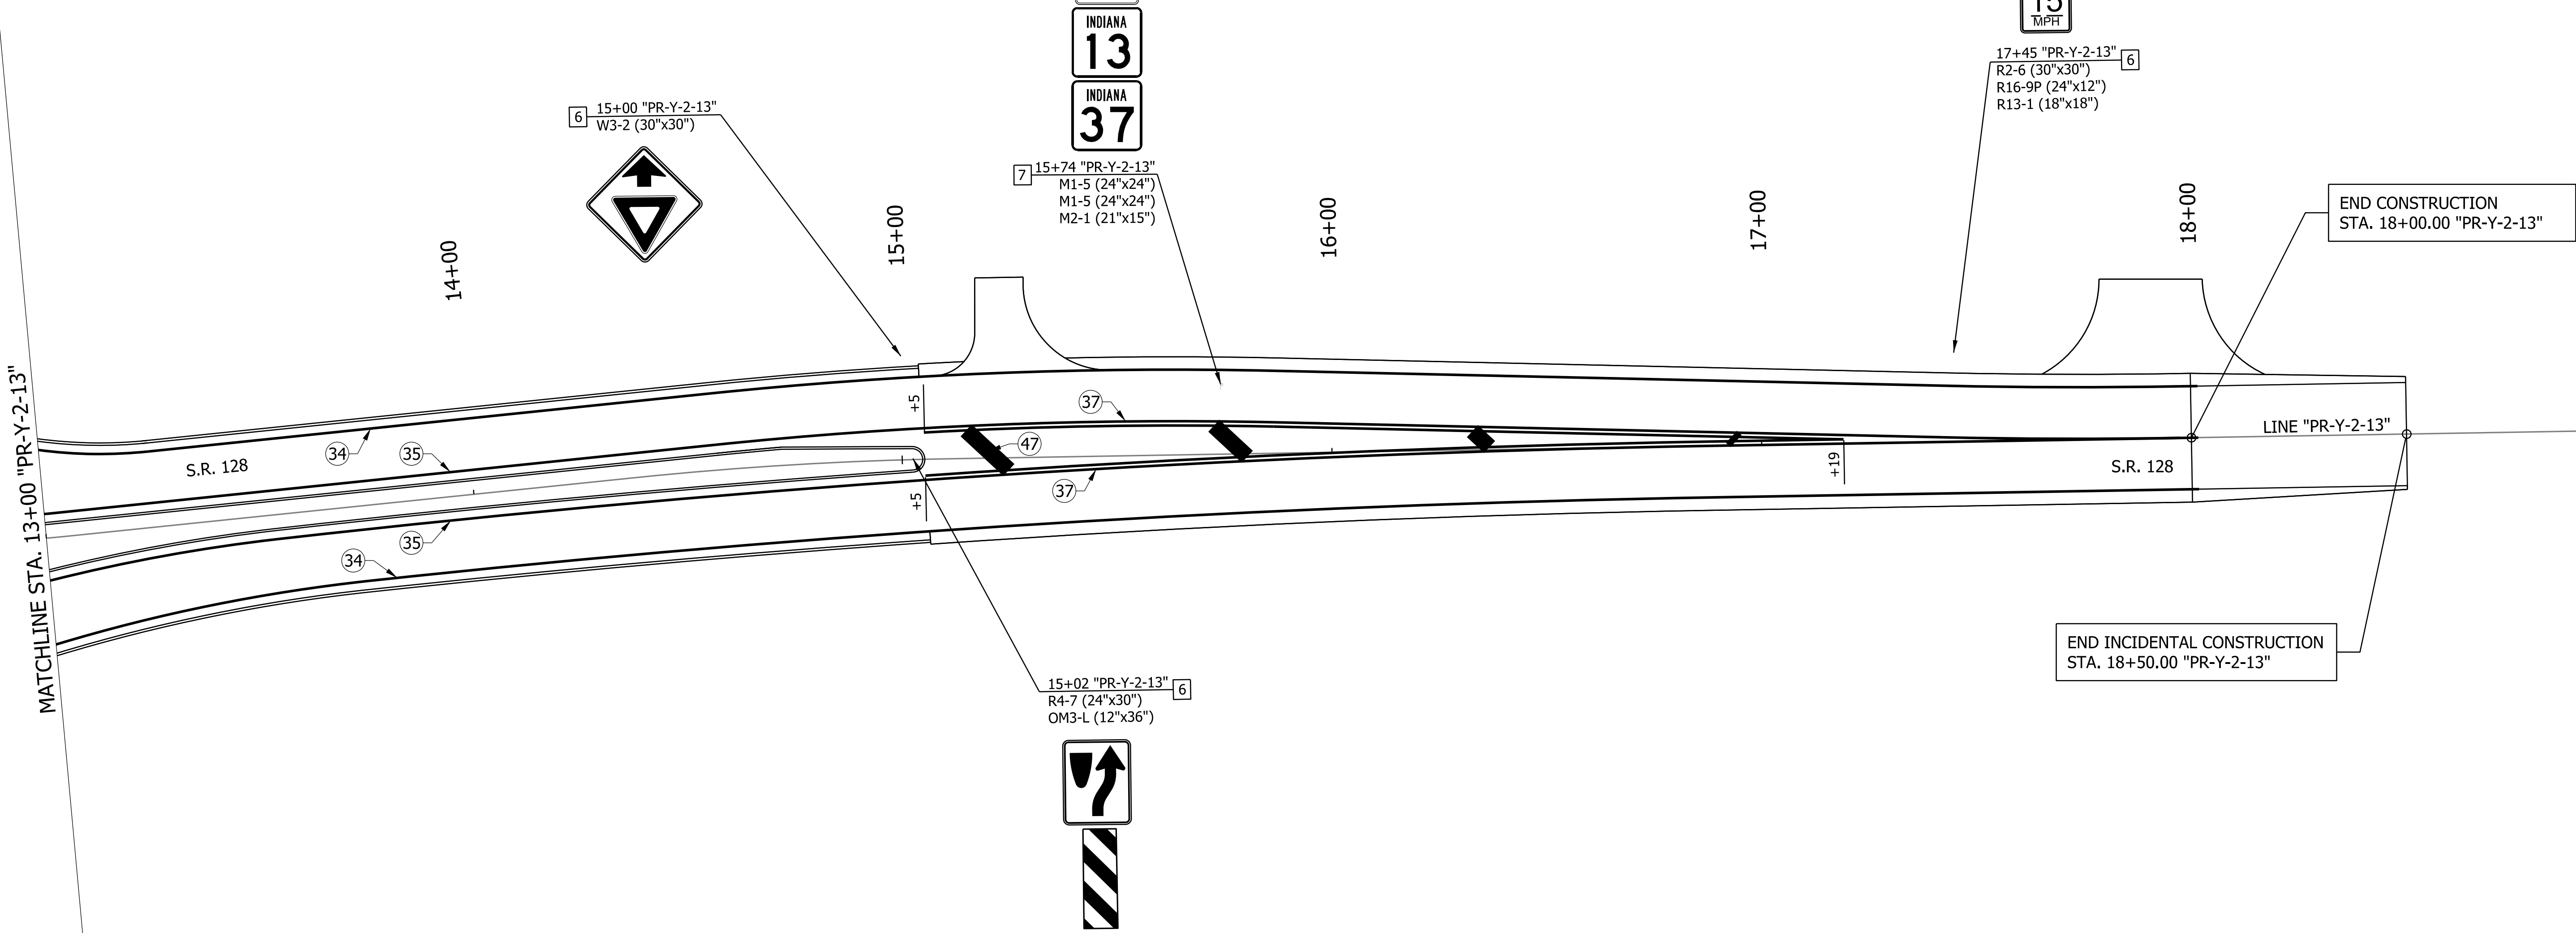 INDIANA
13
INDIANA
37
15
MPH
17+45 "PR-Y-2-13"
6
R2-6 (30"x30")
R16-9P (24"x12")
R13-1 (18"x18")
6
15+00 "PR-Y-2-13"
W3-2 (30"x30")
7
15+74 "PR-Y-2-13"
M1-5 (24"x24")
M1-5 (24"x24")
M2-1 (21"x15")
14+00
15+00
16+00
17+00
18+00
END CONSTRUCTION
STA. 18+00.00 "PR-Y-2-13"
MATCHLINE STA. 13+00 "PR-Y-2-13"
+5
37
34
35
47
S.R. 128
LINE "PR-Y-2-13"
+19
S.R. 128
+5
37
35
34
END INCIDENTAL CONSTRUCTION
STA. 18+50.00 "PR-Y-2-13"
15+02 "PR-Y-2-13"
6
R4-7 (24"x30")
OM3-L (12"x36")